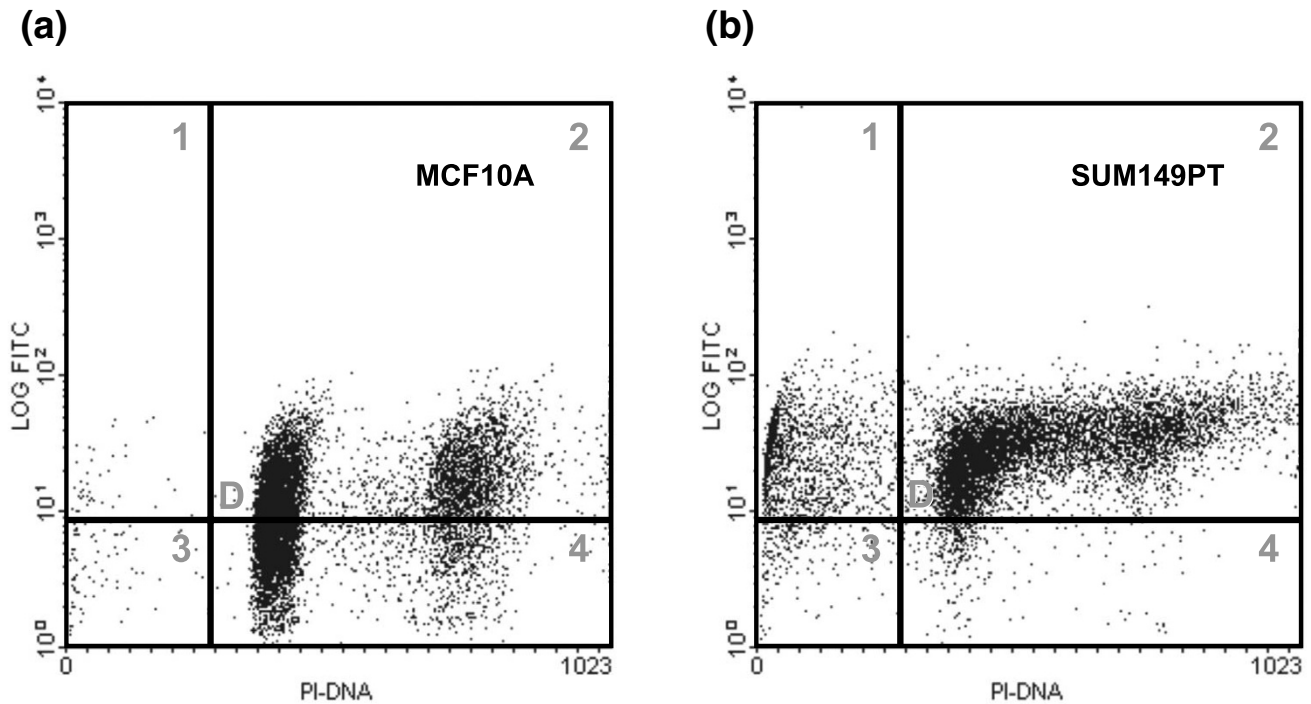 (a)
10⁴
10³
10²
10¹
10⁰
LOG FITC
1
2
MCF10A
D
3
4
0
1023
PI-DNA
(b)
10⁴
10³
10²
10¹
10⁰
LOG FITC
1
2
SUM149PT
D
3
4
0
1023
PI-DNA